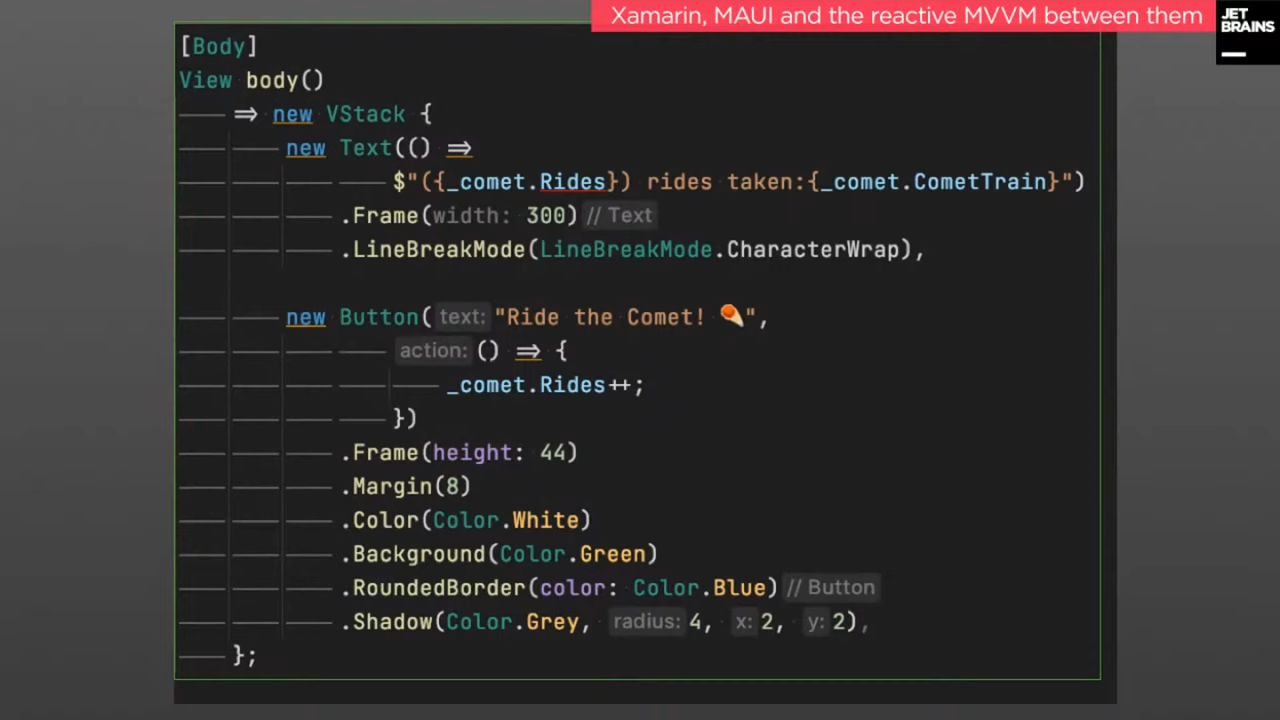 Xamarin, MAUI and the reactive MVVM between them
JET
BRAINS
[Body]
View body()
=> new VStack {
new Text(() =>
$"({_comet.Rides}) rides taken:{_comet.CometTrain}")
.Frame(width: 300) // Text
.LineBreakMode(LineBreakMode.CharacterWrap),
new Button( text: "Ride the Comet! ☄️",
action: () => {
_comet.Rides++;
})
.Frame(height: 44)
.Margin(8)
.Color(Color.White)
.Background(Color.Green)
.RoundedBorder(color: Color.Blue) // Button
.Shadow(Color.Grey, radius: 4, x: 2, y: 2),
};